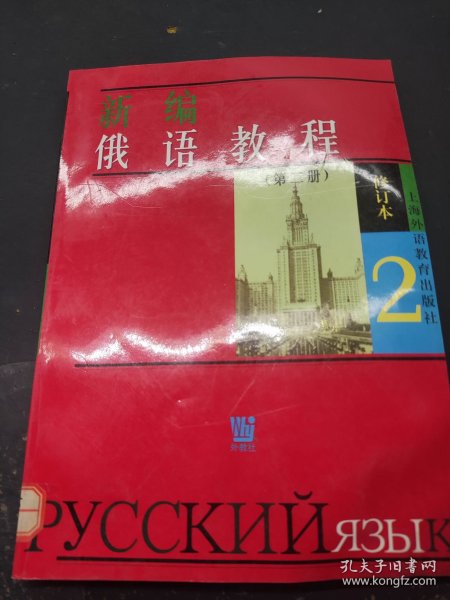 新编
俄语教程
(第二册)
修订本
2
上海外语教育出版社
Why
外教社
РУССКИЙ ЯЗЫК
孔夫子旧书网
www.kongfz.com